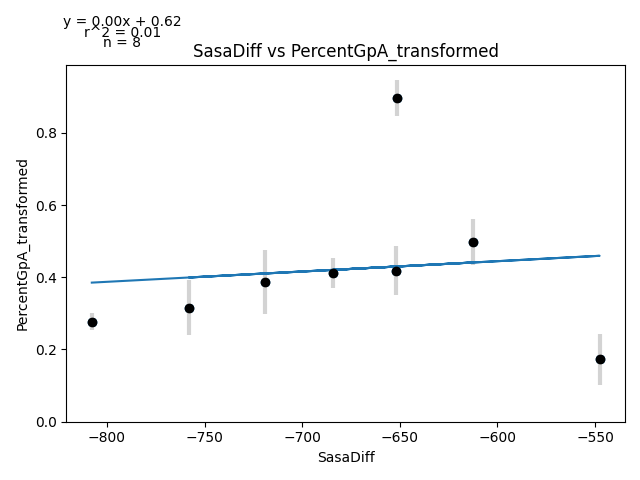 y = 0.00x + 0.62
r^2 = 0.01
n = 8
SasaDiff vs PercentGpA_transformed
PercentGpA_transformed
0.8
0.6
0.4
0.2
0.0
−800
−750
−700
−650
−600
−550
SasaDiff